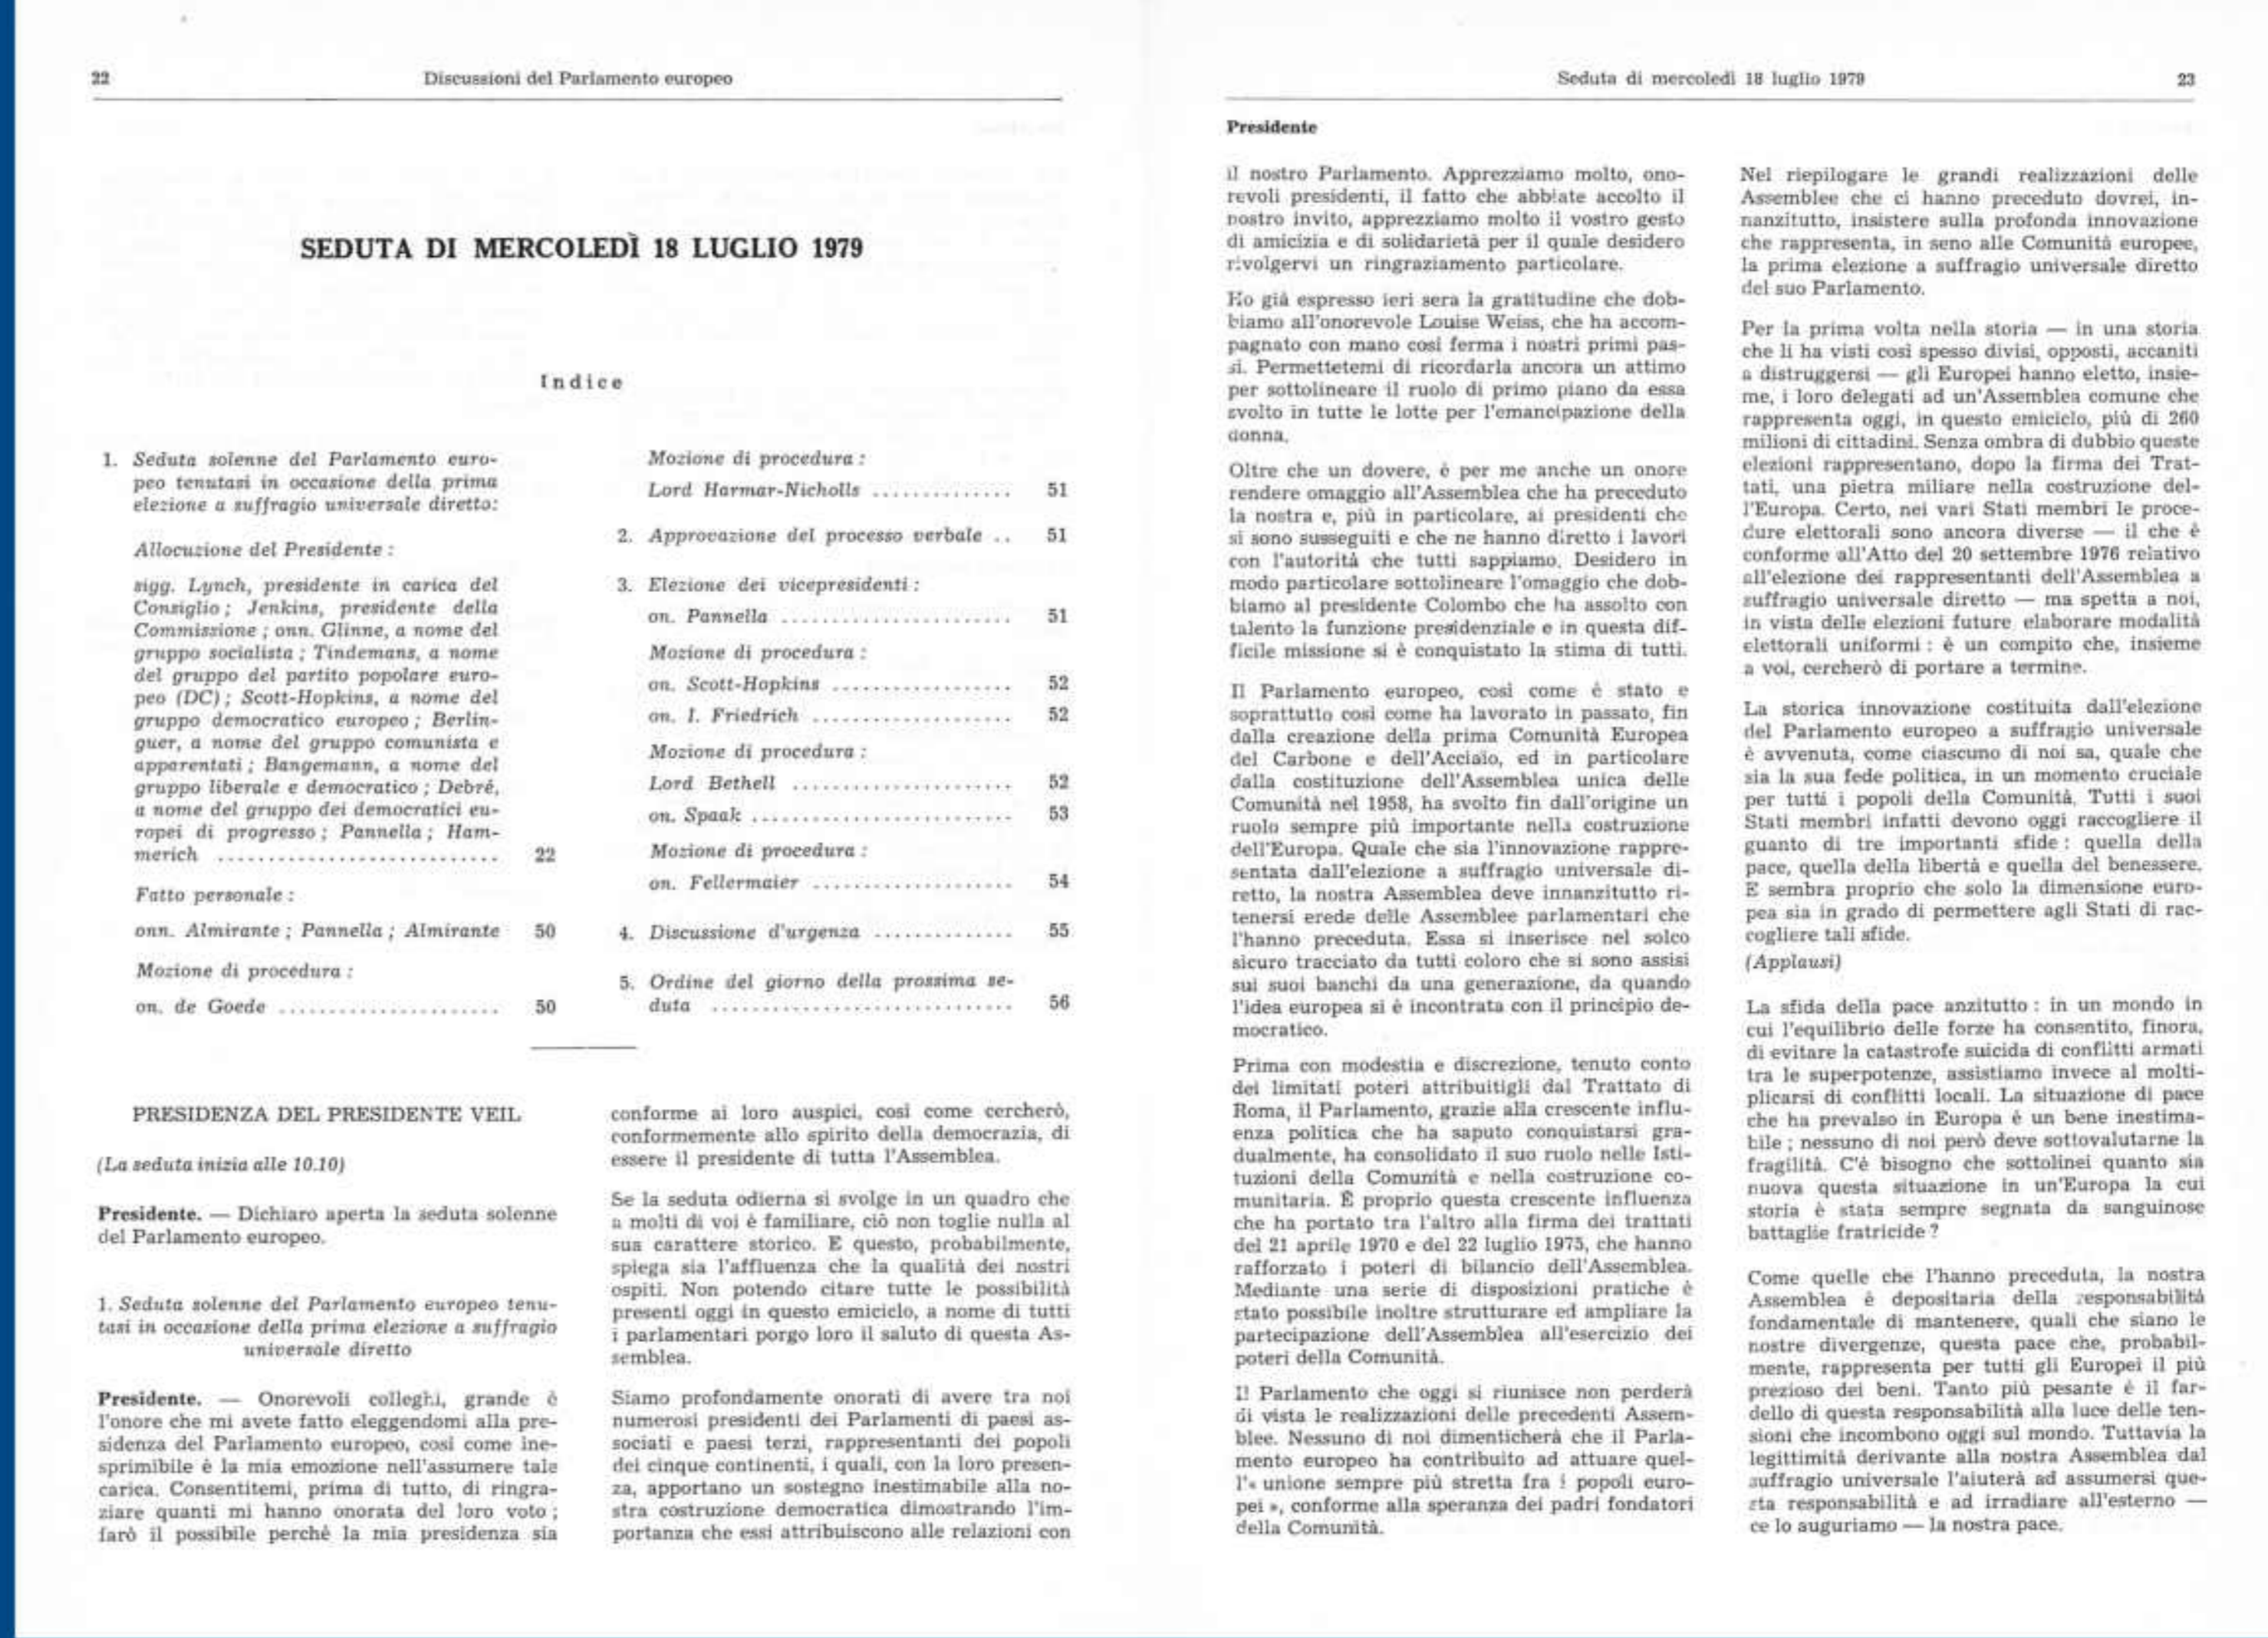 22
Discussioni del Parlamento europeo
SEDUTA DI MERCOLEDÌ 18 LUGLIO 1979
Indice
1. Seduta solenne del Parlamento euro-
peo tenutasi in occasione della prima
elezione a suffragio universale diretto:
Allocuzione del Presidente :
sigg. Lynch, presidente in carica del
Consiglio ; Jenkins, presidente della
Commissione ; onn. Glinne, a nome del
gruppo socialista ; Tindemans, a nome
del gruppo del partito popolare euro-
peo (DC) ; Scott-Hopkins, a nome del
gruppo democratico europeo ; Berlin-
guer, a nome del gruppo comunista e
apparentati ; Bangemann, a nome del
gruppo liberale e democratico ; Debré,
a nome del gruppo dei democratici eu-
ropei di progresso ; Pannella ; Ham-
merich ............................ 22
Fatto personale :
onn. Almirante ; Pannella ; Almirante 50
Mozione di procedura :
on. de Goede ...................... 50
Mozione di procedura :
Lord Harmar-Nicholls .............. 51
2. Approvazione del processo verbale .. 51
3. Elezione dei vicepresidenti :
on. Pannella ....................... 51
Mozione di procedura :
on. Scott-Hopkins .................. 52
on. I. Friedrich .................... 52
Mozione di procedura :
Lord Bethell ...................... 52
on. Spaak .......................... 53
Mozione di procedura :
on. Fellermaier .................... 54
4. Discussione d'urgenza .............. 55
5. Ordine del giorno della prossima se-
duta .............................. 56
PRESIDENZA DEL PRESIDENTE VEIL
(La seduta inizia alle 10.10)
Presidente. — Dichiaro aperta la seduta solenne
del Parlamento europeo.
1. Seduta solenne del Parlamento europeo tenu-
tasi in occasione della prima elezione a suffragio
universale diretto
Presidente. — Onorevoli colleghi, grande è
l'onore che mi avete fatto eleggendomi alla pre-
sidenza del Parlamento europeo, così come ine-
sprimibile è la mia emozione nell'assumere tale
carica. Consentitemi, prima di tutto, di ringra-
ziare quanti mi hanno onorata del loro voto ;
farò il possibile perchè la mia presidenza sia
conforme ai loro auspici, così come cercherò,
conformemente allo spirito della democrazia, di
essere il presidente di tutta l'Assemblea.
Se la seduta odierna si svolge in un quadro che
a molti di voi è familiare, ciò non toglie nulla al
sua carattere storico. E questo, probabilmente,
spiega sia l'affluenza che la qualità dei nostri
ospiti. Non potendo citare tutte le possibilità
presenti oggi in questo emiciclo, a nome di tutti
i parlamentari porgo loro il saluto di questa As-
semblea.
Siamo profondamente onorati di avere tra noi
numerosi presidenti dei Parlamenti di paesi as-
sociati e paesi terzi, rappresentanti dei popoli
dei cinque continenti, i quali, con la loro presen-
za, apportano un sostegno inestimabile alla no-
stra costruzione democratica dimostrando l'im-
portanza che essi attribuiscono alle relazioni con
Seduta di mercoledì 18 luglio 1979
23
Presidente
il nostro Parlamento. Apprezziamo molto, ono-
revoli presidenti, il fatto che abbiate accolto il
nostro invito, apprezziamo molto il vostro gesto
di amicizia e di solidarietà per il quale desidero
rivolgervi un ringraziamento particolare.
Ho già espresso ieri sera la gratitudine che dob-
biamo all'onorevole Louise Weiss, che ha accom-
pagnato con mano così ferma i nostri primi pas-
si. Permettetemi di ricordarla ancora un attimo
per sottolineare il ruolo di primo piano da essa
svolto in tutte le lotte per l'emancipazione della
donna.
Oltre che un dovere, è per me anche un onore
rendere omaggio all'Assemblea che ha preceduto
la nostra e, più in particolare, ai presidenti che
si sono susseguiti e che ne hanno diretto i lavori
con l'autorità che tutti sappiamo. Desidero in
modo particolare sottolineare l'omaggio che dob-
biamo al presidente Colombo che ha assolto con
talento la funzione presidenziale e in questa dif-
ficile missione si è conquistato la stima di tutti.
Il Parlamento europeo, così come è stato e
soprattutto così come ha lavorato in passato, fin
dalla creazione della prima Comunità Europea
del Carbone e dell'Acciaio, ed in particolare
dalla costituzione dell'Assemblea unica delle
Comunità nel 1958, ha svolto fin dall'origine un
ruolo sempre più importante nella costruzione
dell'Europa. Quale che sia l'innovazione rappre-
sentata dall'elezione a suffragio universale di-
retto, la nostra Assemblea deve innanzitutto ri-
tenersi erede delle Assemblee parlamentari che
l'hanno preceduta. Essa si inserisce nel solco
sicuro tracciato da tutti coloro che si sono assisi
sui suoi banchi da una generazione, da quando
l'idea europea si è incontrata con il principio de-
mocratico.
Prima con modestia e discrezione, tenuto conto
dei limitati poteri attribuitigli dal Trattato di
Roma, il Parlamento, grazie alla crescente influ-
enza politica che ha saputo conquistarsi gra-
dualmente, ha consolidato il suo ruolo nelle Isti-
tuzioni della Comunità e nella costruzione co-
munitaria. È proprio questa crescente influenza
che ha portato tra l'altro alla firma dei trattati
del 21 aprile 1970 e del 22 luglio 1975, che hanno
rafforzato i poteri di bilancio dell'Assemblea.
Mediante una serie di disposizioni pratiche è
stato possibile inoltre strutturare ed ampliare la
partecipazione dell'Assemblea all'esercizio dei
poteri della Comunità.
Il Parlamento che oggi si riunisce non perderà
di vista le realizzazioni delle precedenti Assem-
blee. Nessuno di noi dimenticherà che il Parla-
mento europeo ha contribuito ad attuare quel-
l'« unione sempre più stretta fra i popoli euro-
pei », conforme alla speranza dei padri fondatori
della Comunità.
Nel riepilogare le grandi realizzazioni delle
Assemblee che ci hanno preceduto dovrei, in-
nanzitutto, insistere sulla profonda innovazione
che rappresenta, in seno alle Comunità europee,
la prima elezione a suffragio universale diretto
del suo Parlamento.
Per la prima volta nella storia — in una storia
che li ha visti così spesso divisi, opposti, accaniti
a distruggersi — gli Europei hanno eletto, insie-
me, i loro delegati ad un'Assemblea comune che
rappresenta oggi, in questo emiciclo, più di 260
milioni di cittadini. Senza ombra di dubbio queste
elezioni rappresentano, dopo la firma dei Trat-
tati, una pietra miliare nella costruzione del-
l'Europa. Certo, nei vari Stati membri le proce-
dure elettorali sono ancora diverse — il che è
conforme all'Atto del 20 settembre 1976 relativo
all'elezione dei rappresentanti dell'Assemblea a
suffragio universale diretto — ma spetta a noi,
in vista delle elezioni future elaborare modalità
elettorali uniformi : è un compito che, insieme
a voi, cercherò di portare a termine.
La storica innovazione costituita dall'elezione
del Parlamento europeo a suffragio universale
è avvenuta, come ciascuno di noi sa, quale che
sia la sua fede politica, in un momento cruciale
per tutti i popoli della Comunità. Tutti i suoi
Stati membri infatti devono oggi raccogliere il
guanto di tre importanti sfide : quella della
pace, quella della libertà e quella del benessere.
E sembra proprio che solo la dimensione euro-
pea sia in grado di permettere agli Stati di rac-
cogliere tali sfide.
(Applausi)
La sfida della pace anzitutto : in un mondo in
cui l'equilibrio delle forze ha consentito, finora,
di evitare la catastrofe suicida di conflitti armati
tra le superpotenze, assistiamo invece al molti-
plicarsi di conflitti locali. La situazione di pace
che ha prevalso in Europa è un bene inestima-
bile ; nessuno di noi però deve sottovalutarne la
fragilità. C'è bisogno che sottolinei quanto sia
nuova questa situazione in un'Europa la cui
storia è stata sempre segnata da sanguinose
battaglie fratricide ?
Come quelle che l'hanno preceduta, la nostra
Assemblea è depositaria della responsabilità
fondamentale di mantenere, quali che siano le
nostre divergenze, questa pace che, probabil-
mente, rappresenta per tutti gli Europei il più
prezioso dei beni. Tanto più pesante è il far-
dello di questa responsabilità alla luce delle ten-
sioni che incombono oggi sul mondo. Tuttavia la
legittimità derivante alla nostra Assemblea dal
suffragio universale l'aiuterà ad assumersi que-
sta responsabilità e ad irradiare all'esterno —
ce lo auguriamo — la nostra pace.